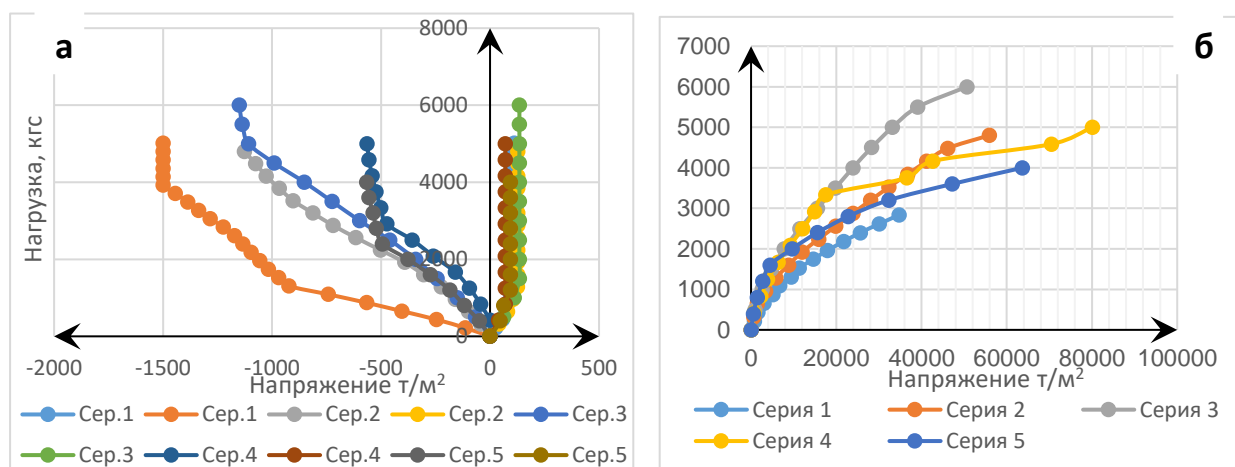 а
8000
6000
4000
2000
0
Нагрузка, кгс
-2000 -1500 -1000 -500 0 500
Напряжение т/м²
Сер.1 Сер.1 Сер.2 Сер.2 Сер.3
Сер.3 Сер.4 Сер.4 Сер.5 Сер.5
б
7000
6000
5000
4000
3000
2000
1000
0
0 20000 40000 60000 80000 100000
Напряжение т/м²
Серия 1 Серия 2 Серия 3
Серия 4 Серия 5